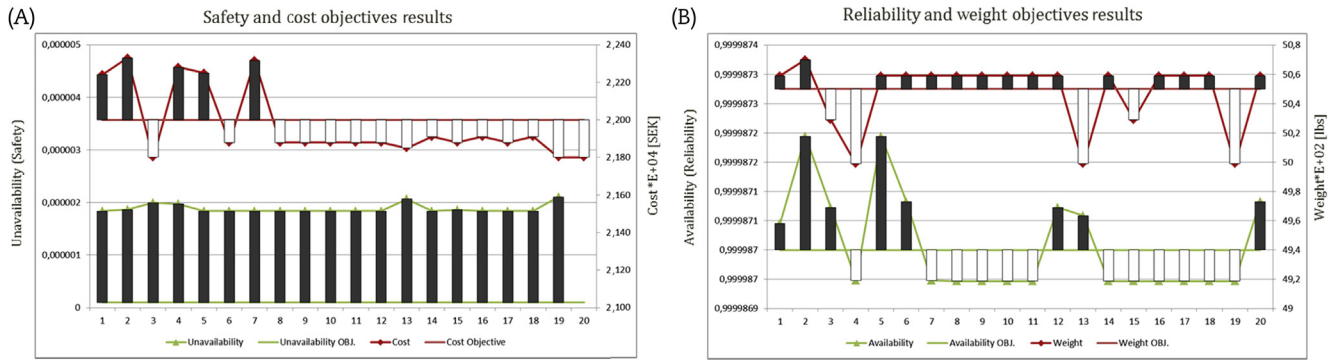 (A)
Safety and cost objectives results
Unavailability (Safety)
0,000005
0,000004
0,000003
0,000002
0,000001
0
2,240
2,220
2,200
2,180
2,160
2,140
2,120
2,100
Cost *E+04 [SEK]
1 2 3 4 5 6 7 8 9 10 11 12 13 14 15 16 17 18 19 20
Unavailability Unavailability OBJ. Cost Cost Objective
(B)
Reliability and weight objectives results
Availability (Reliability)
0,9999874
0,9999873
0,9999873
0,9999872
0,9999872
0,9999871
0,9999871
0,999987
0,999987
0,9999869
50,8
50,6
50,4
50,2
50
49,8
49,6
49,4
49,2
49
Weight*E+02 [lbs]
1 2 3 4 5 6 7 8 9 10 11 12 13 14 15 16 17 18 19 20
Availability Availability OBJ. Weight Weight OBJ.